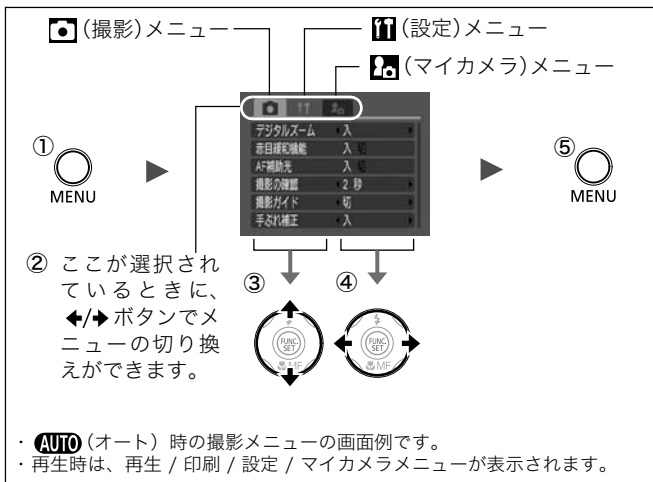 (撮影)メニュー
(設定)メニュー
(マイカメラ)メニュー
デジタルズーム 入
赤目緩和機能 入 切
AF補助光 入 切
撮影の確認 2 秒
撮影ガイド 切
手ぶれ補正 入
①
MENU
⑤
MENU
② ここが選択され
ているときに、
←/→ ボタンでメ
ニューの切り換
えができます。
③
FUNC.
SET
MF
④
FUNC.
SET
MF
・ AUTO (オート) 時の撮影メニューの画面例です。
・再生時は、再生 / 印刷 / 設定 / マイカメラメニューが表示されます。